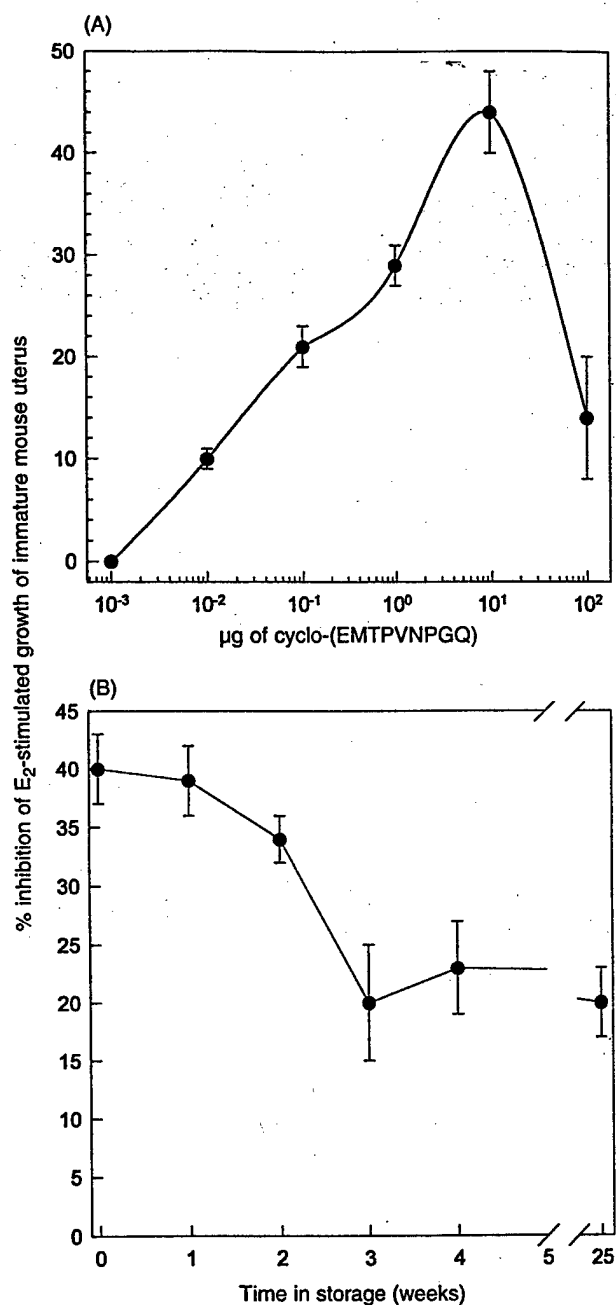 (A)
50
40
30
20
10
0
10⁻³ 10⁻² 10⁻¹ 10⁰ 10¹ 10²
µg of cyclo-(EMTPVNPGQ)
% inhibition of E₂-stimulated growth of immature mouse uterus
(B)
45
40
35
30
25
20
15
10
5
0
0 1 2 3 4 5 25
Time in storage (weeks)